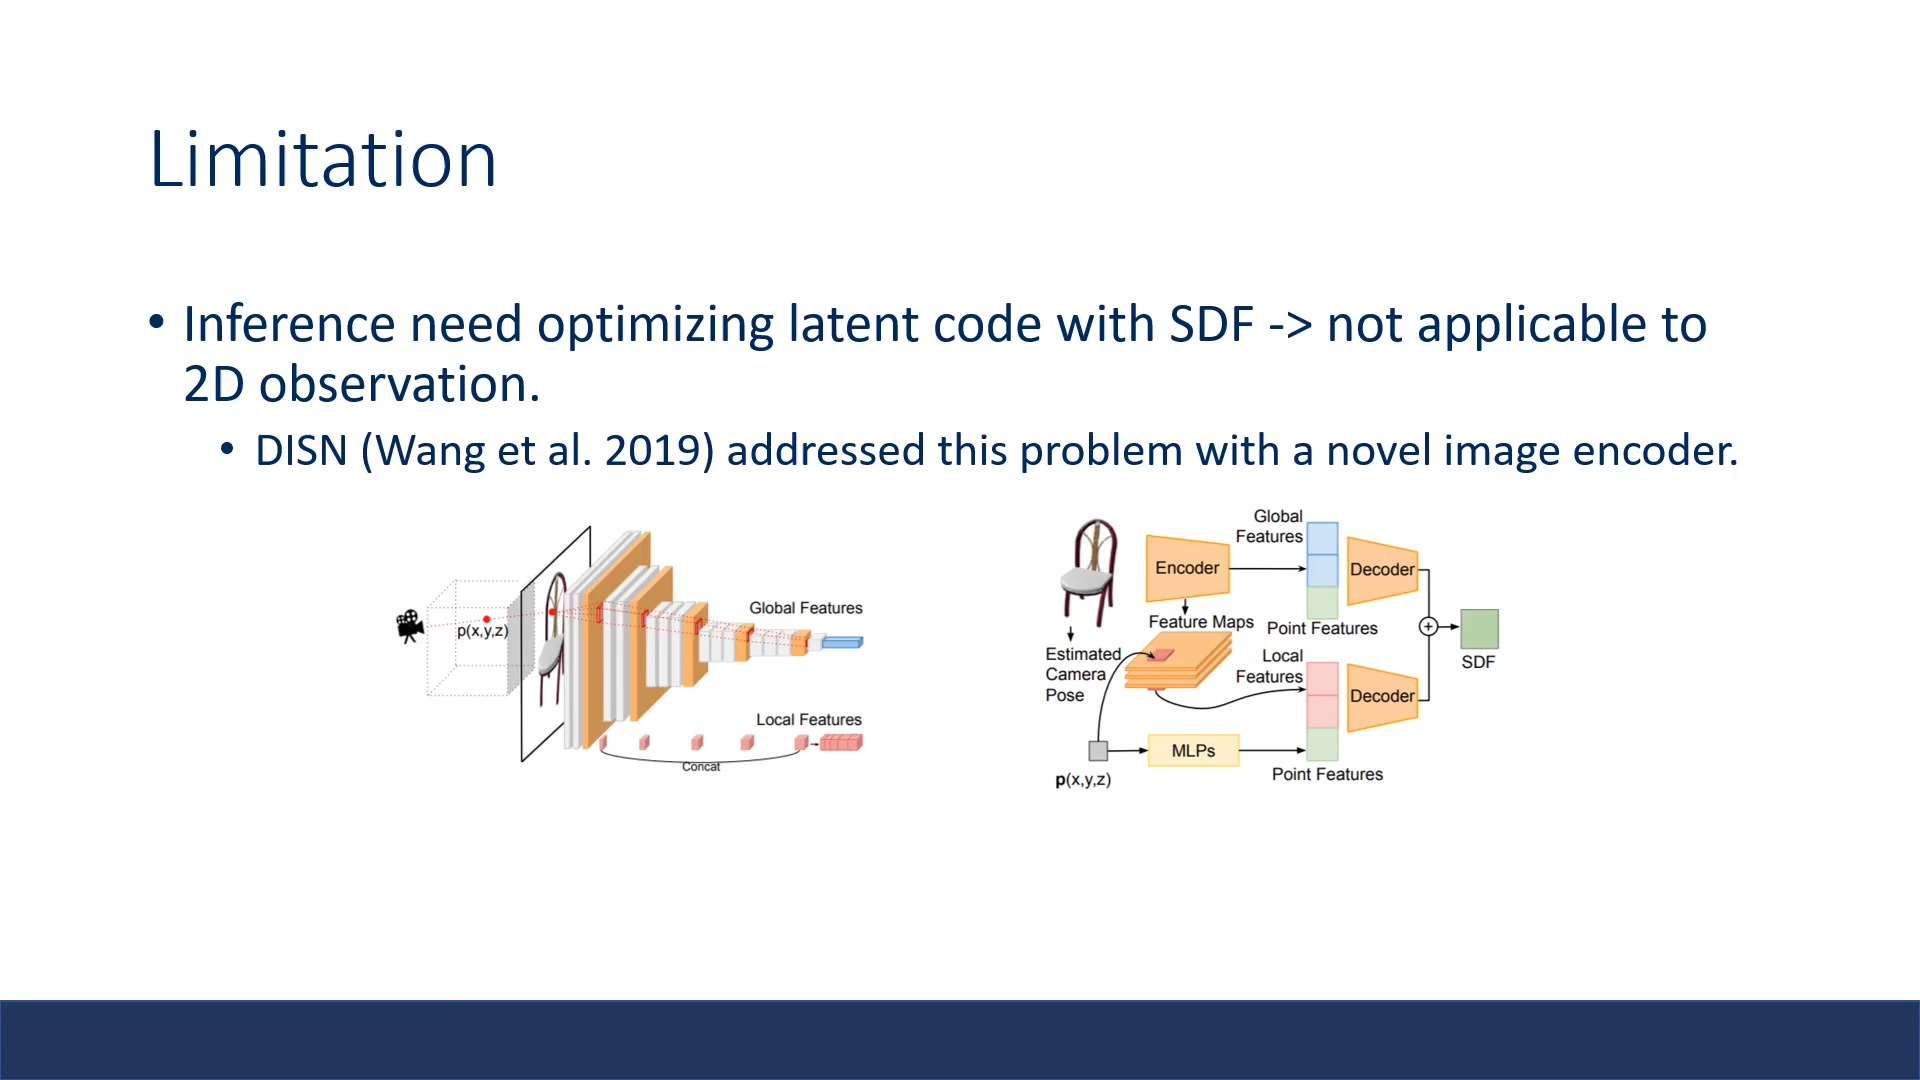 Limitation
• Inference need optimizing latent code with SDF -> not applicable to
2D observation.
• DISN (Wang et al. 2019) addressed this problem with a novel image encoder.
p(x,y,z)
Global Features
Local Features
Concat
Global
Features
Encoder
Decoder
Feature Maps
Point Features
Estimated
Camera
Pose
Local
Features
+
SDF
Decoder
MLPs
p(x,y,z)
Point Features